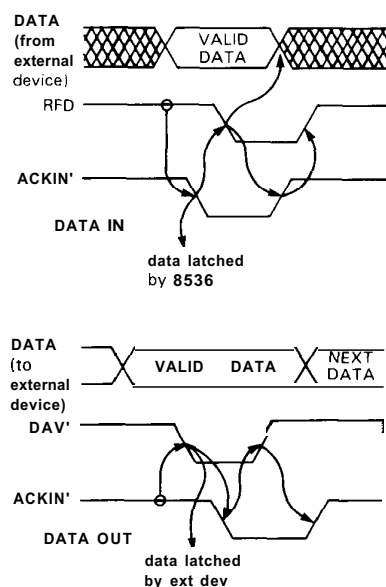 DATA
(from
external
device)
VALID
DATA
RFD
ACKIN'
DATA IN
data latched
by 8536
DATA
(to
external
device)
VALID DATA
NEXT
DATA
DAV'
ACKIN'
DATA OUT
data latched
by ext dev